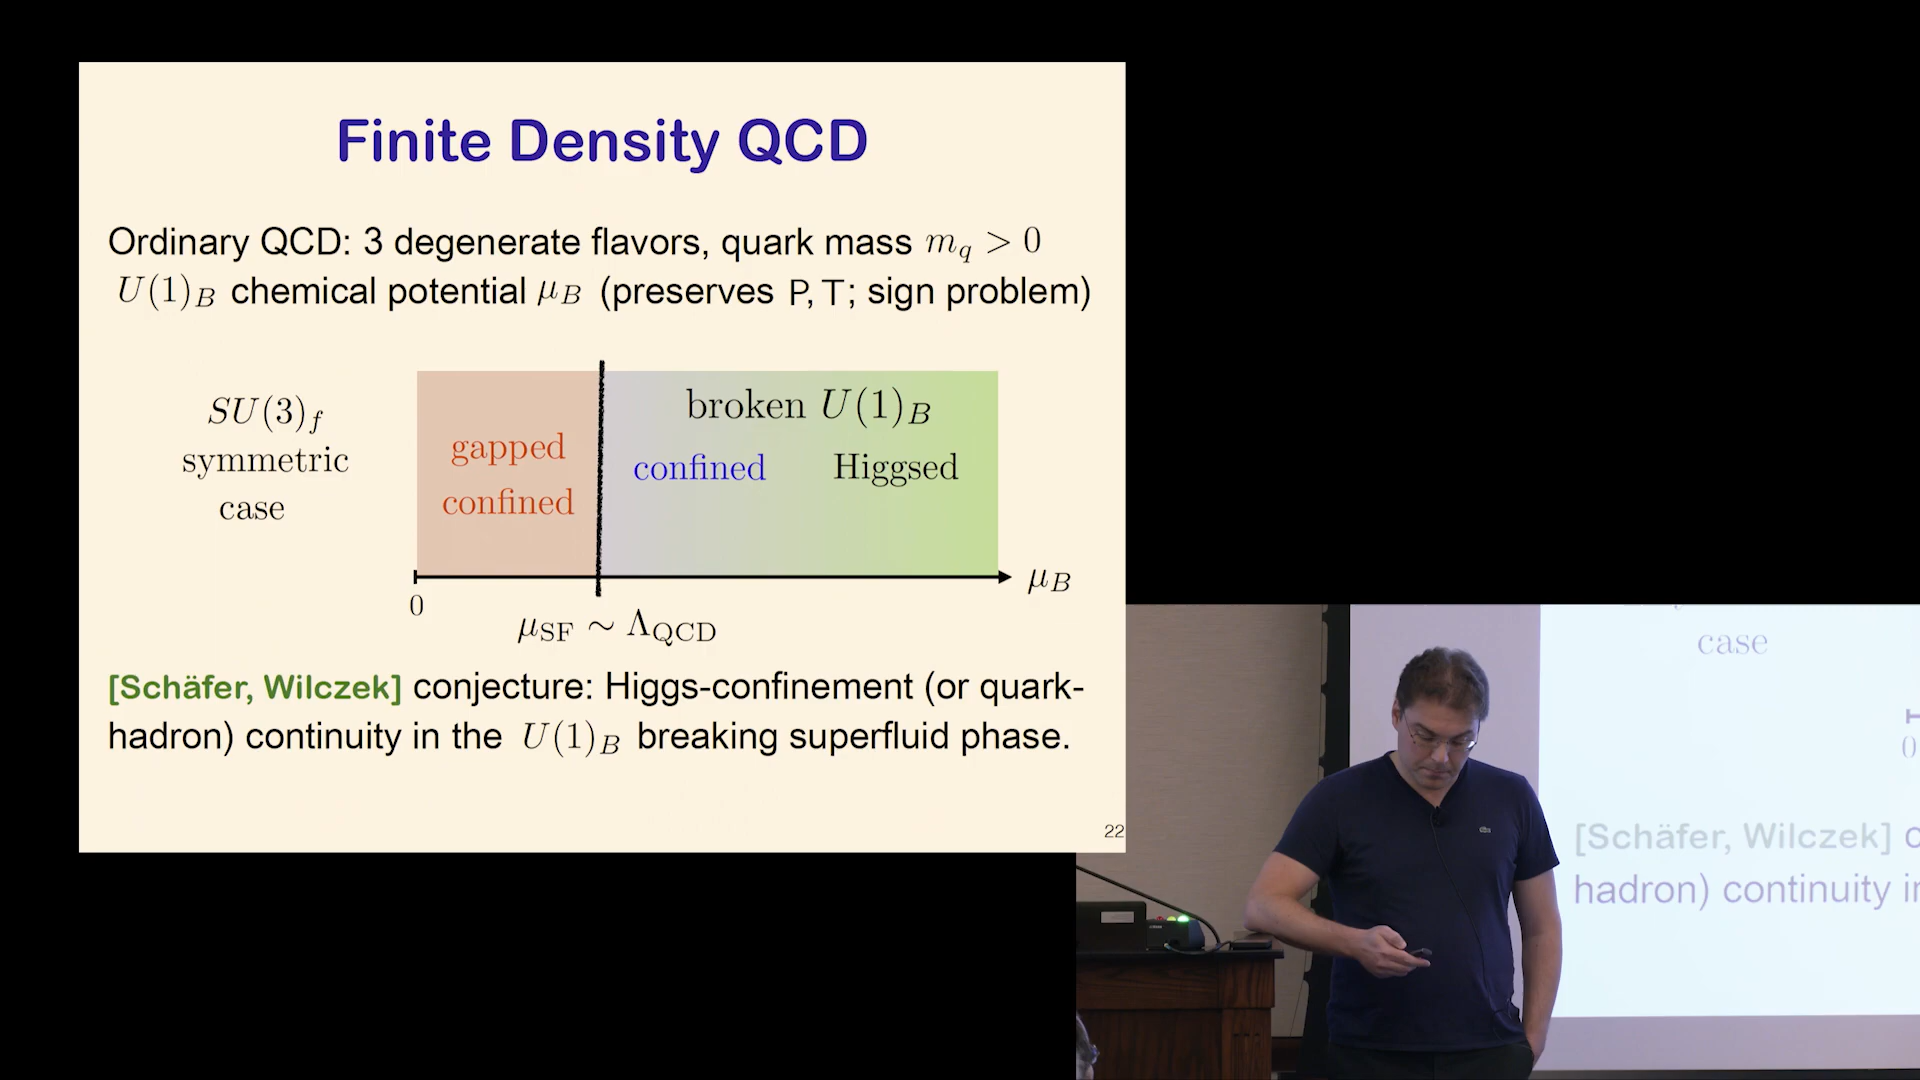 Finite Density QCD
Ordinary QCD: 3 degenerate flavors, quark mass m_q > 0
U(1)_B chemical potential μ_B (preserves P, T; sign problem)
SU(3)_f
symmetric
case
gapped
confined
broken U(1)_B
confined Higgsed
0
μ_B
μ_SF ∼ Λ_QCD
[Schäfer, Wilczek] conjecture: Higgs-confinement (or quark-
hadron) continuity in the U(1)_B breaking superfluid phase.
22
case
0
[Schäfer, Wilczek] c
hadron) continuity in